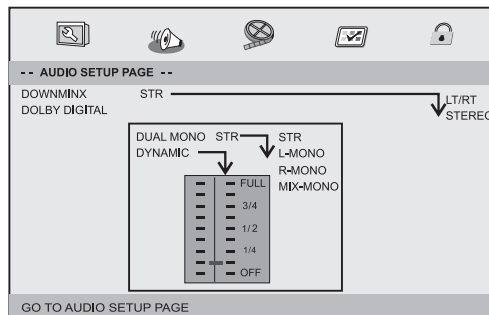 -- AUDIO SETUP PAGE --
DOWNMINX STR LT/RT
DOLBY DIGITAL STEREO
DUAL MONO STR STR
DYNAMIC L-MONO
R-MONO
FULL MIX-MONO
3/4
1/2
1/4
OFF
GO TO AUDIO SETUP PAGE